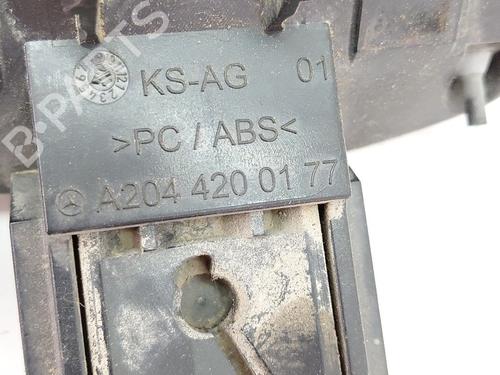 KS-AG 01
>PC / ABS<
A204 420 01 77
B-PARTS